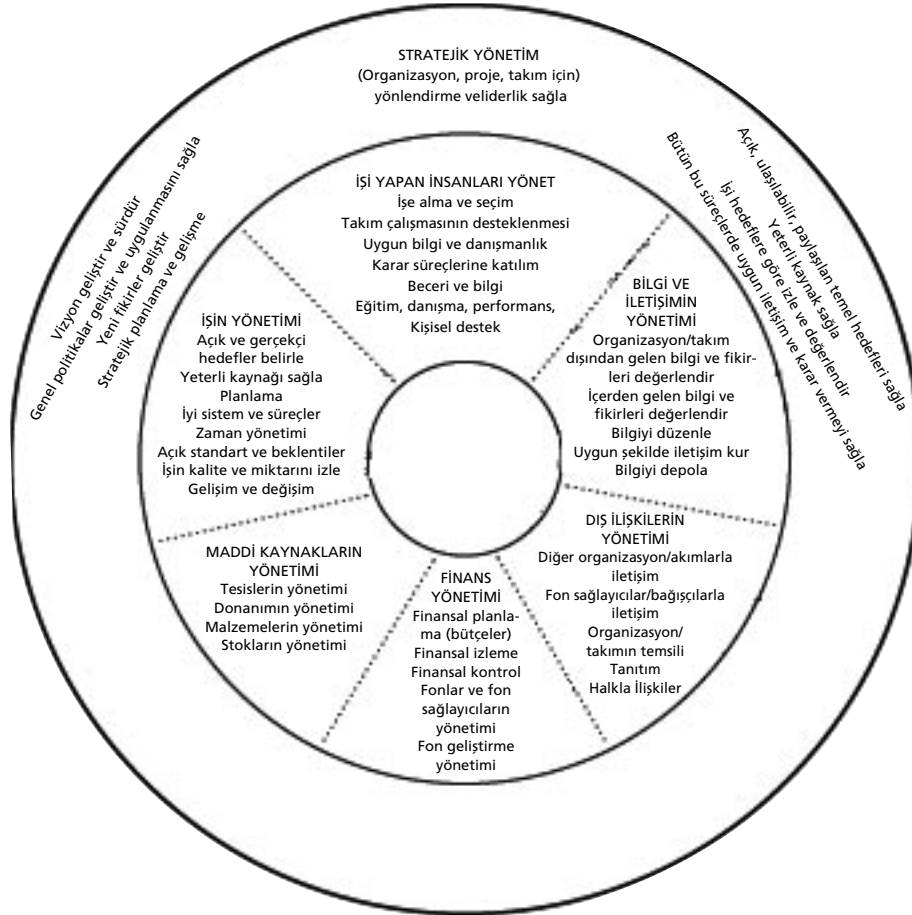 STRATEJİK YÖNETİM
(Organizasyon, proje, takım için)
yönlendirme veliderlik sağla
Vizyon geliştir ve sürdür
Genel politikalar geliştir ve uygulanmasını sağla
Yeni fikirler geliştir
Stratejik planlama ve gelişme
Açık, ulaşılabilir, paylaşılan temel hedefleri sağla
Yeterli kaynak sağla
İşi hedeflere göre izle ve değerlendir
Bütün bu süreçlerde uygun iletişim ve karar vermeyi sağla
İŞİ YAPAN İNSANLARI YÖNET
İşe alma ve seçim
Takım çalışmasının desteklenmesi
Uygun bilgi ve danışmanlık
Karar süreçlerine katılım
Beceri ve bilgi
Eğitim, danışma, performans,
Kişisel destek
BİLGİ VE
İLETİŞİMİN
YÖNETİMİ
Organizasyon/takım
dışından gelen bilgi ve fikir-
leri değerlendir
İçerden gelen bilgi ve
fikirleri değerlendir
Bilgiyi düzenle
Uygun şekilde iletişim kur
Bilgiyi depola
DIŞ İLİŞKİLERİN
YÖNETİMİ
Diğer organizasyon/akımlarla
iletişim
Fon sağlayıcılar/bağışçılarla
iletişim
Organizasyon/
takımın temsili
Tanıtım
Halkla İlişkiler
FİNANS
YÖNETİMİ
Finansal planla-
ma (bütçeler)
Finansal izleme
Finansal kontrol
Fonlar ve fon
sağlayıcıların
yönetimi
Fon geliştirme
yönetimi
MADDİ KAYNAKLARIN
YÖNETİMİ
Tesislerin yönetimi
Donanımın yönetimi
Malzemelerin yönetimi
Stokların yönetimi
İŞİN YÖNETİMİ
Açık ve gerçekçi
hedefler belirle
Yeterli kaynağı sağla
Planlama
İyi sistem ve süreçler
Zaman yönetimi
Açık standart ve beklentiler
İşin kalite ve miktarını izle
Gelişim ve değişim